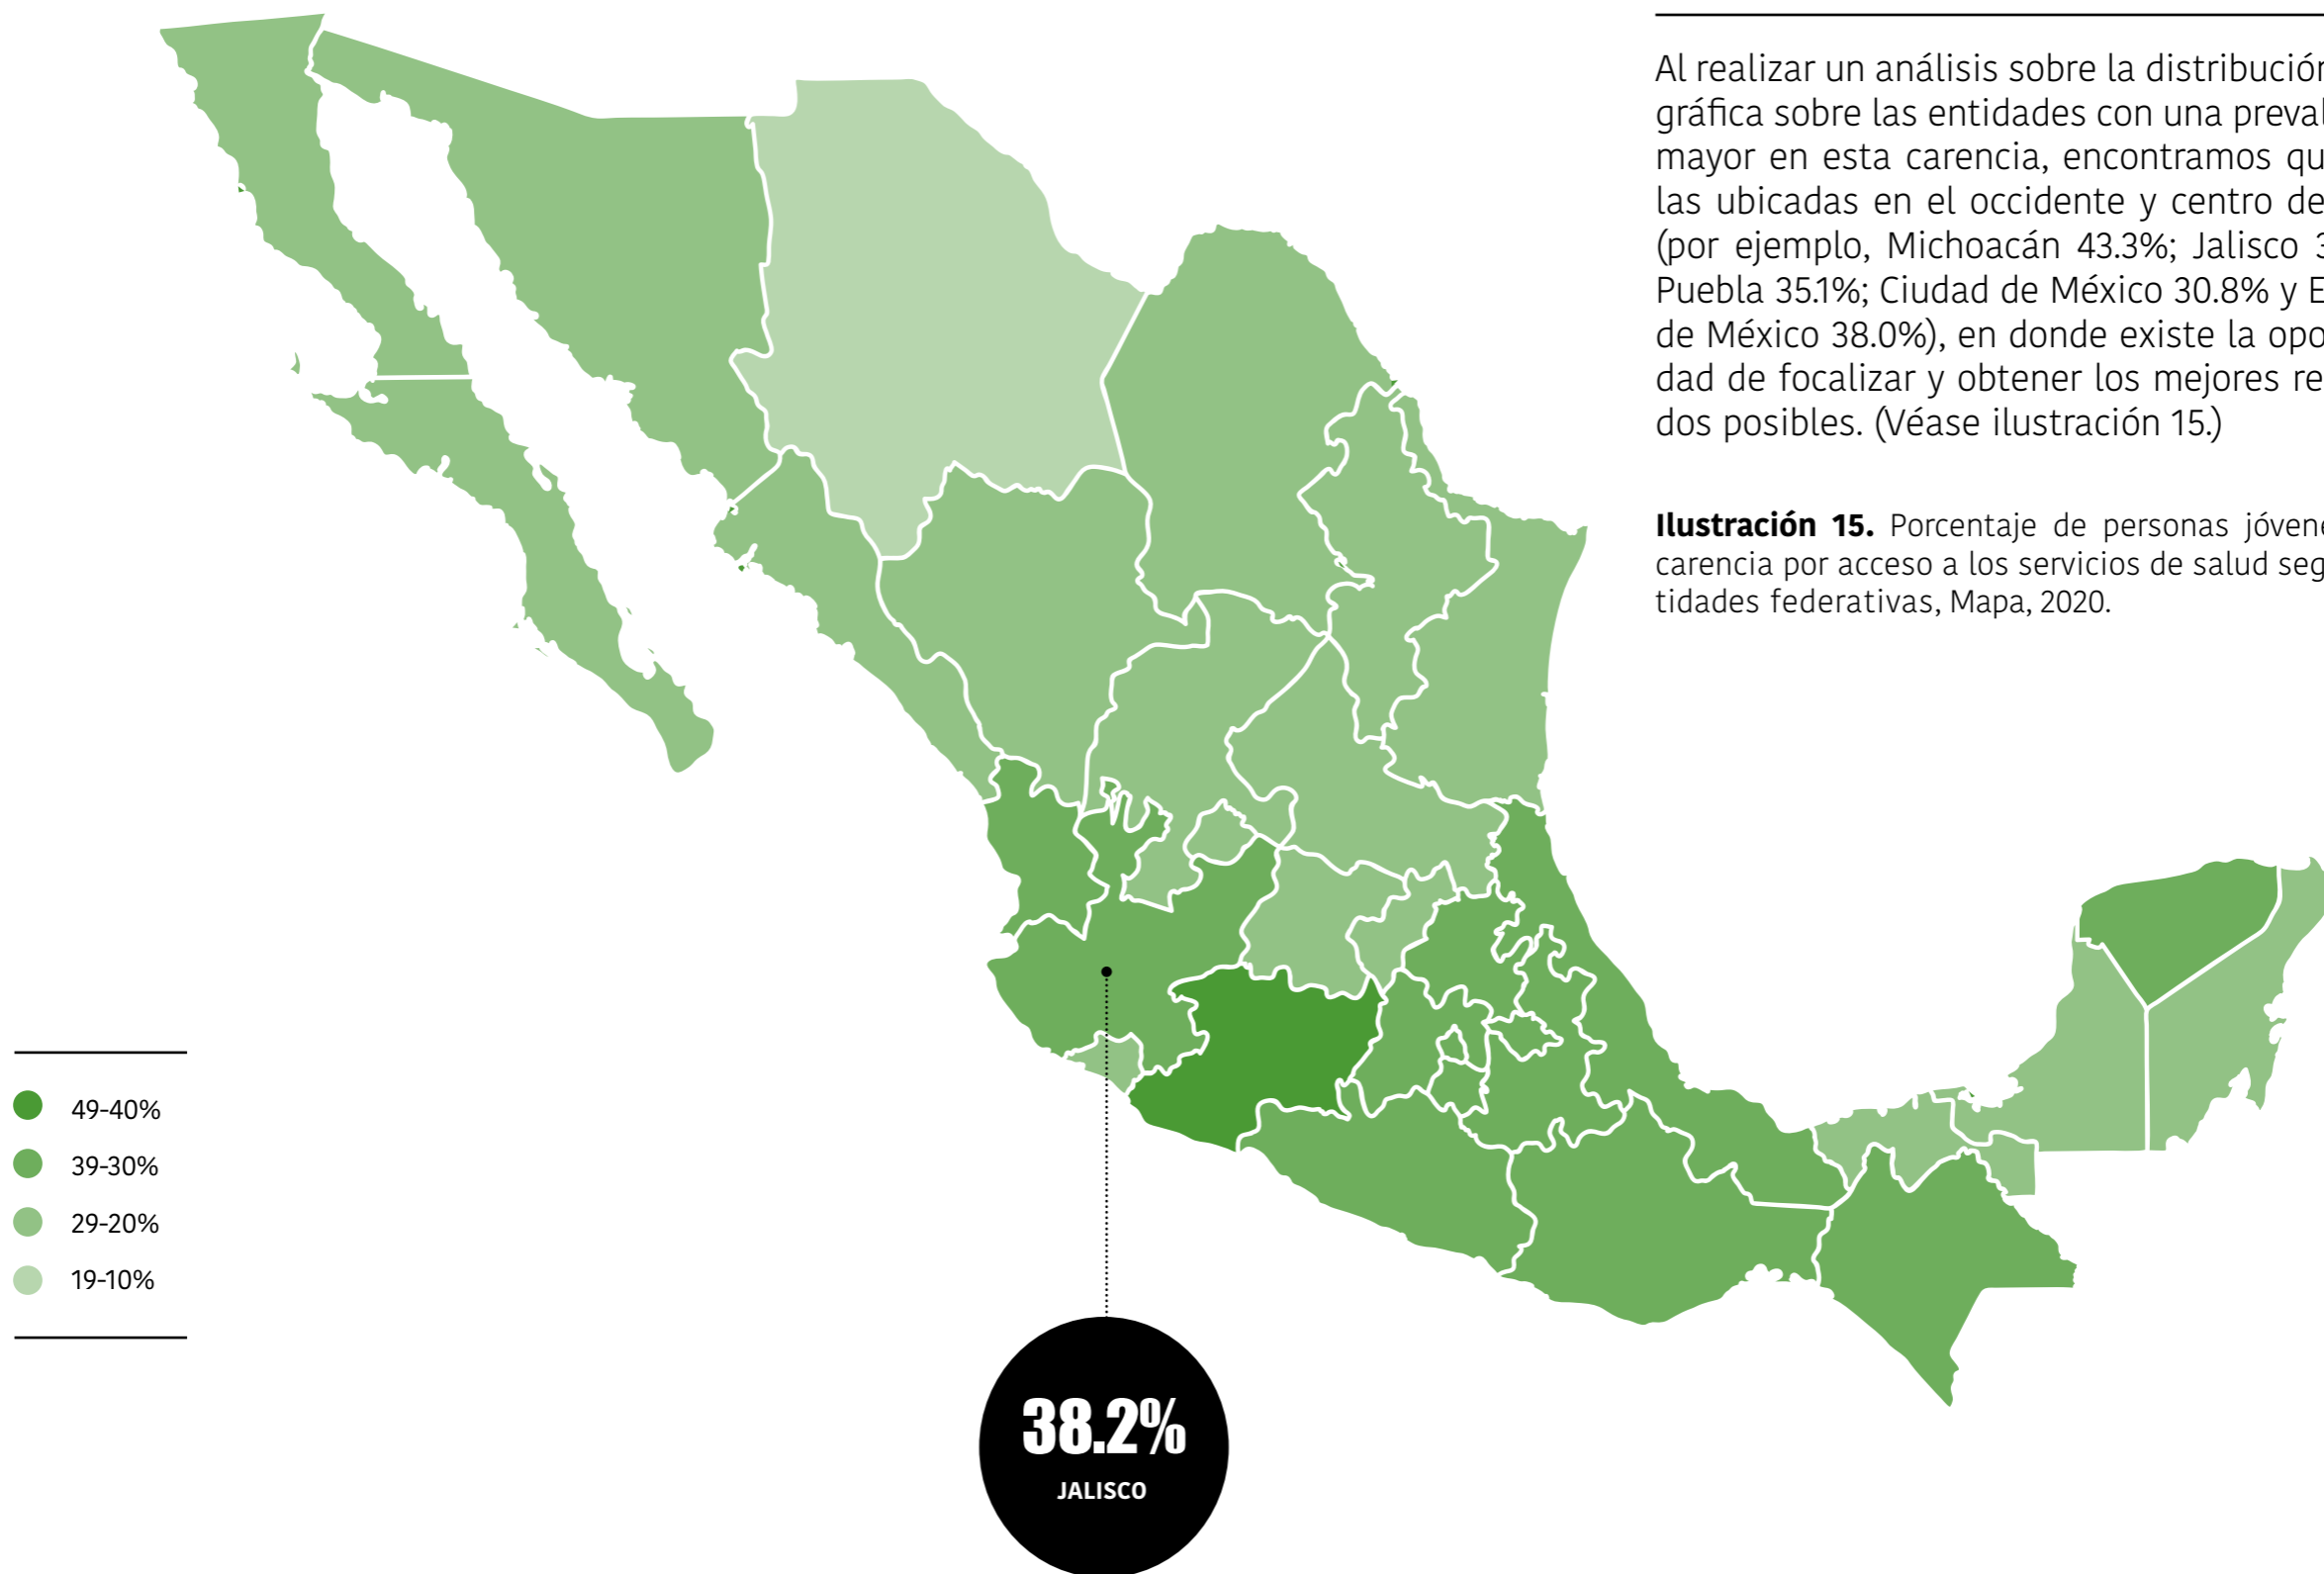 Al realizar un análisis sobre la distribución
gráfica sobre las entidades con una preval
mayor en esta carencia, encontramos qu
las ubicadas en el occidente y centro de
(por ejemplo, Michoacán 43.3%; Jalisco 3
Puebla 35.1%; Ciudad de México 30.8% y E
de México 38.0%), en donde existe la opo
dad de focalizar y obtener los mejores re
dos posibles. (Véase ilustración 15.)
Ilustración 15. Porcentaje de personas jóvene
carencia por acceso a los servicios de salud seg
tidades federativas, Mapa, 2020.
49-40%
39-30%
29-20%
19-10%
38.2%
JALISCO